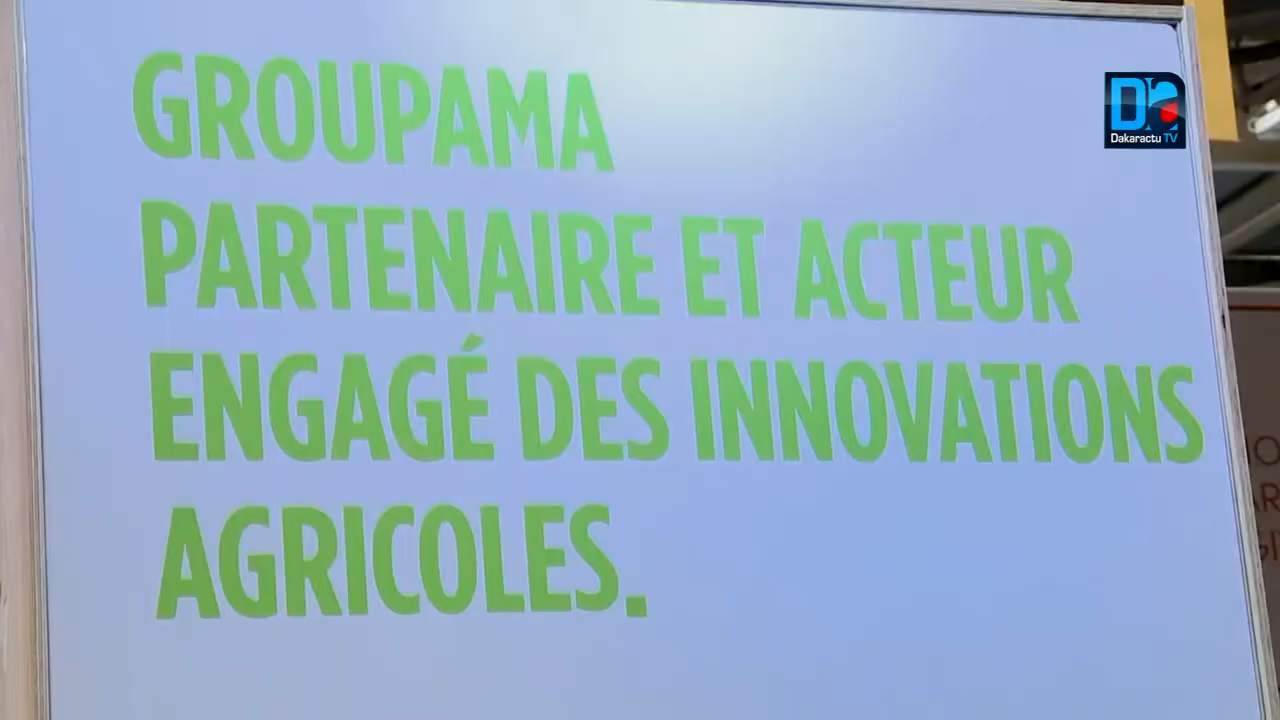 GROUPAMA
PARTENAIRE ET ACTEUR
ENGAGÉ DES INNOVATIONS
AGRICOLES.
Dakaractu TV